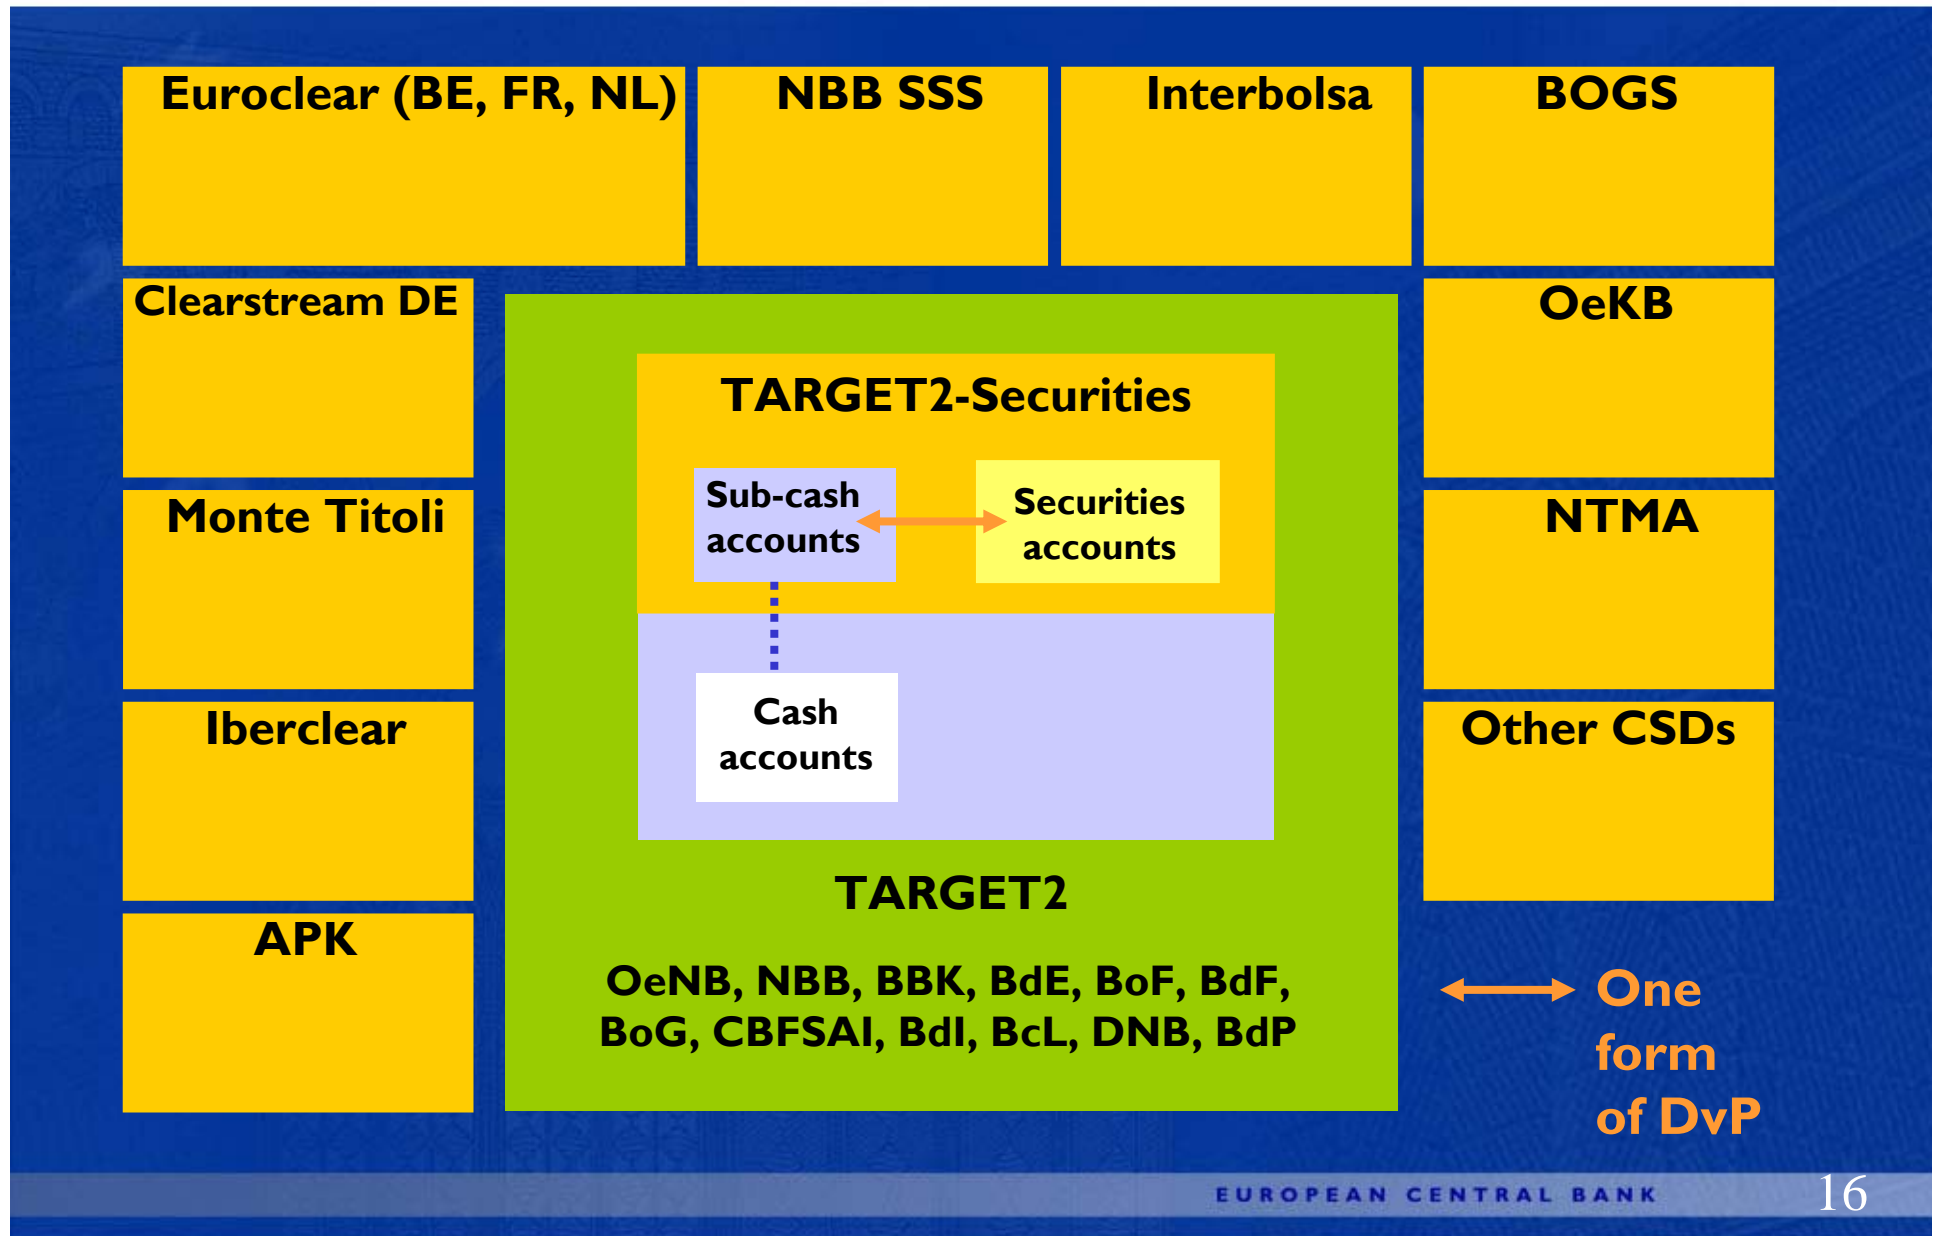 Euroclear (BE, FR, NL)
NBB SSS
Interbolsa
BOGS
Clearstream DE
OeKB
TARGET2-Securities
Sub-cash
accounts
Securities
accounts
Monte Titoli
NTMA
Cash
accounts
Iberclear
Other CSDs
TARGET2
APK
OeNB, NBB, BBK, BdE, BoF, BdF,
BoG, CBFSAI, BdI, BcL, DNB, BdP
One
form
of DvP
EUROPEAN CENTRAL BANK
16